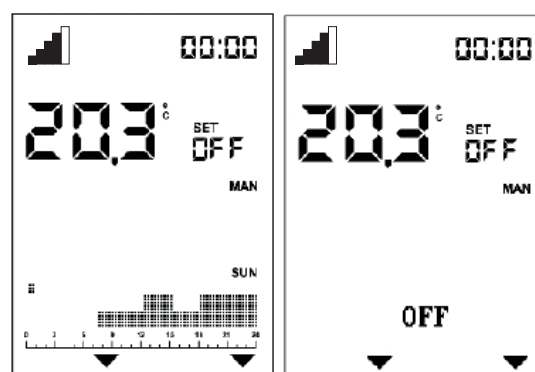 00:00
20.3 °C
SET
OFF
MAN
SUN
0 3 6 9 12 15 18 21 24
00:00
20.3 °C
SET
OFF
MAN
OFF